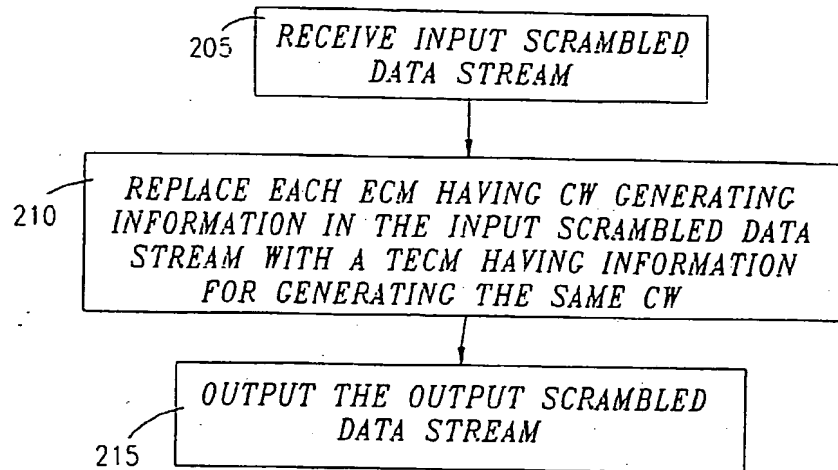 205
RECEIVE INPUT SCRAMBLED
DATA STREAM
210
REPLACE EACH ECM HAVING CW GENERATING
INFORMATION IN THE INPUT SCRAMBLED DATA
STREAM WITH A TECM HAVING INFORMATION
FOR GENERATING THE SAME CW
OUTPUT THE OUTPUT SCRAMBLED
DATA STREAM
215